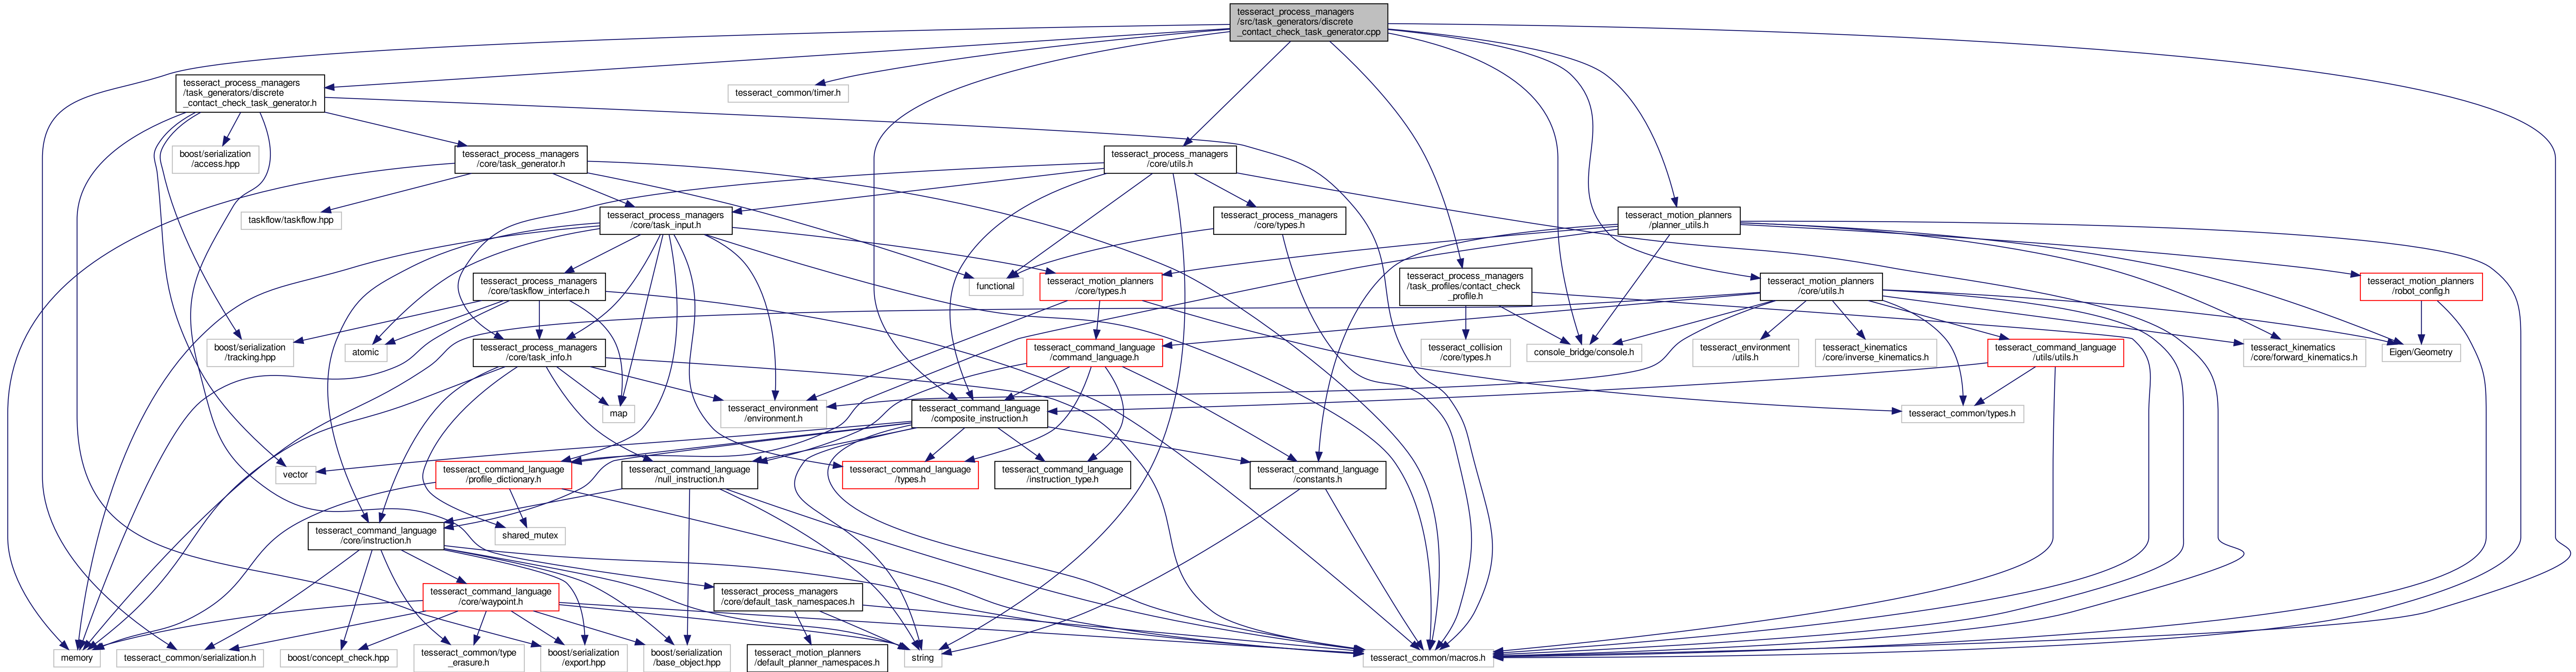 tesseract_process_managers
/src/task_generators/discrete
_contact_check_task_generator.cpp
tesseract_process_managers
/task_generators/discrete
_contact_check_task_generator.h
tesseract_common/timer.h
boost/serialization
/access.hpp
tesseract_process_managers
/core/task_generator.h
tesseract_process_managers
/core/utils.h
taskflow/taskflow.hpp
tesseract_process_managers
/core/task_input.h
tesseract_process_managers
/core/types.h
tesseract_motion_planners
/planner_utils.h
tesseract_process_managers
/core/taskflow_interface.h
functional
tesseract_motion_planners
/core/types.h
tesseract_process_managers
/task_profiles/contact_check
_profile.h
tesseract_motion_planners
/core/utils.h
tesseract_motion_planners
/robot_config.h
boost/serialization
/tracking.hpp
atomic
tesseract_process_managers
/core/task_info.h
tesseract_command_language
/command_language.h
tesseract_collision
/core/types.h
console_bridge/console.h
tesseract_environment
/utils.h
tesseract_kinematics
/core/inverse_kinematics.h
tesseract_command_language
/utils/utils.h
tesseract_kinematics
/core/forward_kinematics.h
Eigen/Geometry
map
tesseract_environment
/environment.h
tesseract_command_language
/composite_instruction.h
tesseract_common/types.h
vector
tesseract_command_language
/profile_dictionary.h
tesseract_command_language
/null_instruction.h
tesseract_command_language
/types.h
tesseract_command_language
/instruction_type.h
tesseract_command_language
/constants.h
tesseract_command_language
/core/instruction.h
shared_mutex
tesseract_command_language
/core/waypoint.h
tesseract_process_managers
/core/default_task_namespaces.h
memory
tesseract_common/serialization.h
boost/concept_check.hpp
tesseract_common/type
_erasure.h
boost/serialization
/export.hpp
boost/serialization
/base_object.hpp
tesseract_motion_planners
/default_planner_namespaces.h
string
tesseract_common/macros.h